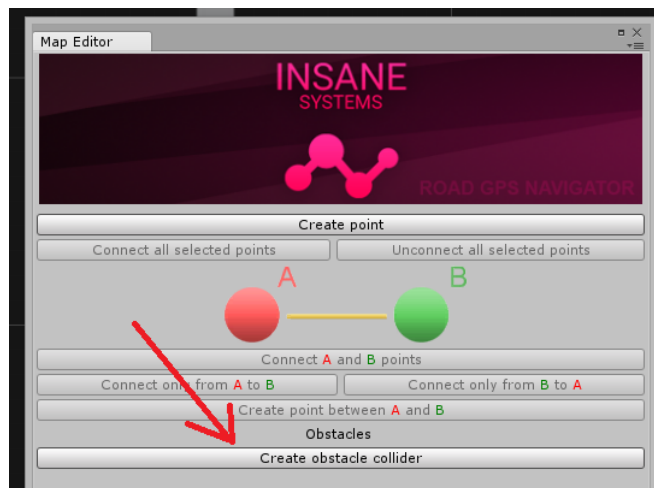 Map Editor
INSANE
SYSTEMS
ROAD GPS NAVIGATOR
Create point
Connect all selected points
Unconnect all selected points
A
B
Connect A and B points
Connect only from A to B
Connect only from B to A
Create point between A and B
Obstacles
Create obstacle collider